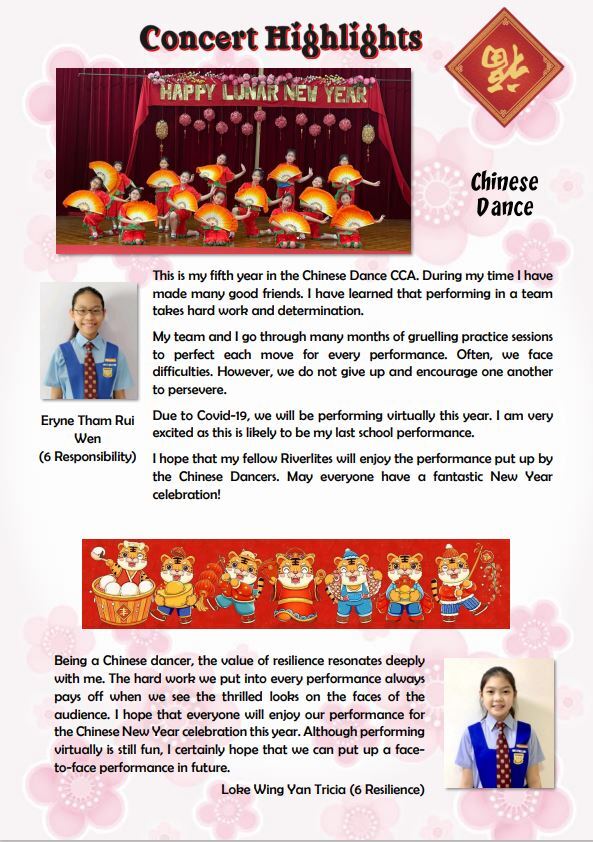 Concert Highlights
福
HAPPY LUNAR NEW YEAR
Chinese
Dance
This is my fifth year in the Chinese Dance CCA. During my time I have
made many good friends. I have learned that performing in a team
takes hard work and determination.
My team and I go through many months of gruelling practice sessions
to perfect each move for every performance. Often, we face
difficulties. However, we do not give up and encourage one another
to persevere.
Due to Covid-19, we will be performing virtually this year. I am very
excited as this is likely to be my last school performance.
I hope that my fellow Riverlites will enjoy the performance put up by
the Chinese Dancers. May everyone have a fantastic New Year
celebration!
Eryne Tham Rui
Wen
(6 Responsibility)
Being a Chinese dancer, the value of resilience resonates deeply
with me. The hard work we put into every performance always
pays off when we see the thrilled looks on the faces of the
audience. I hope that everyone will enjoy our performance for
the Chinese New Year celebration this year. Although performing
virtually is still fun, I certainly hope that we can put up a face-
to-face performance in future.
Loke Wing Yan Tricia (6 Resilience)